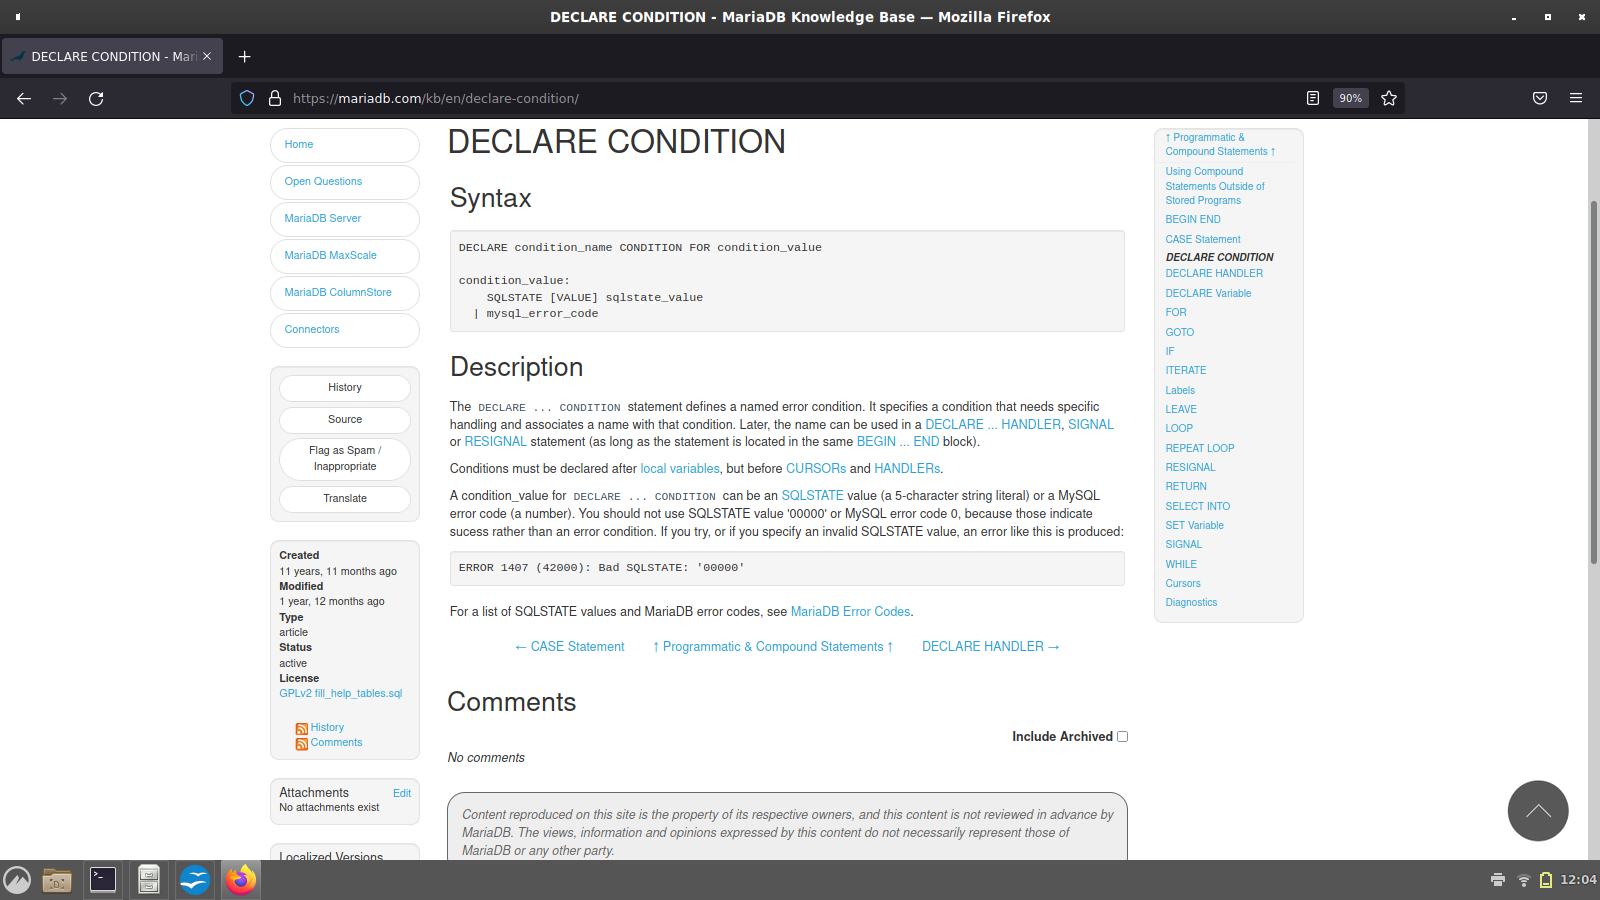 DECLARE CONDITION - MariaDB Knowledge Base — Mozilla Firefox
DECLARE CONDITION - Mari
https://mariadb.com/kb/en/declare-condition/
90%
Home
Open Questions
MariaDB Server
MariaDB MaxScale
MariaDB ColumnStore
Connectors
History
Source
Flag as Spam /
Inappropriate
Translate
Created
11 years, 11 months ago
Modified
1 year, 12 months ago
Type
article
Status
active
License
GPLv2 fill_help_tables.sql
History
Comments
Attachments Edit
No attachments exist
Localized Versions
DECLARE CONDITION
Syntax
DECLARE condition_name CONDITION FOR condition_value
condition_value:
SQLSTATE [VALUE] sqlstate_value
| mysql_error_code
Description
The DECLARE ... CONDITION statement defines a named error condition. It specifies a condition that needs specific
handling and associates a name with that condition. Later, the name can be used in a DECLARE ... HANDLER, SIGNAL
or RESIGNAL statement (as long as the statement is located in the same BEGIN ... END block).
Conditions must be declared after local variables, but before CURSORs and HANDLERs.
A condition_value for DECLARE ... CONDITION can be an SQLSTATE value (a 5-character string literal) or a MySQL
error code (a number). You should not use SQLSTATE value '00000' or MySQL error code 0, because those indicate
sucess rather than an error condition. If you try, or if you specify an invalid SQLSTATE value, an error like this is produced:
ERROR 1407 (42000): Bad SQLSTATE: '00000'
For a list of SQLSTATE values and MariaDB error codes, see MariaDB Error Codes.
← CASE Statement ↑ Programmatic & Compound Statements ↑ DECLARE HANDLER →
Comments
Include Archived
No comments
Content reproduced on this site is the property of its respective owners, and this content is not reviewed in advance by
MariaDB. The views, information and opinions expressed by this content do not necessarily represent those of
MariaDB or any other party.
↑ Programmatic &
Compound Statements ↑
Using Compound
Statements Outside of
Stored Programs
BEGIN END
CASE Statement
DECLARE CONDITION
DECLARE HANDLER
DECLARE Variable
FOR
GOTO
IF
ITERATE
Labels
LEAVE
LOOP
REPEAT LOOP
RESIGNAL
RETURN
SELECT INTO
SET Variable
SIGNAL
WHILE
Cursors
Diagnostics
12:04